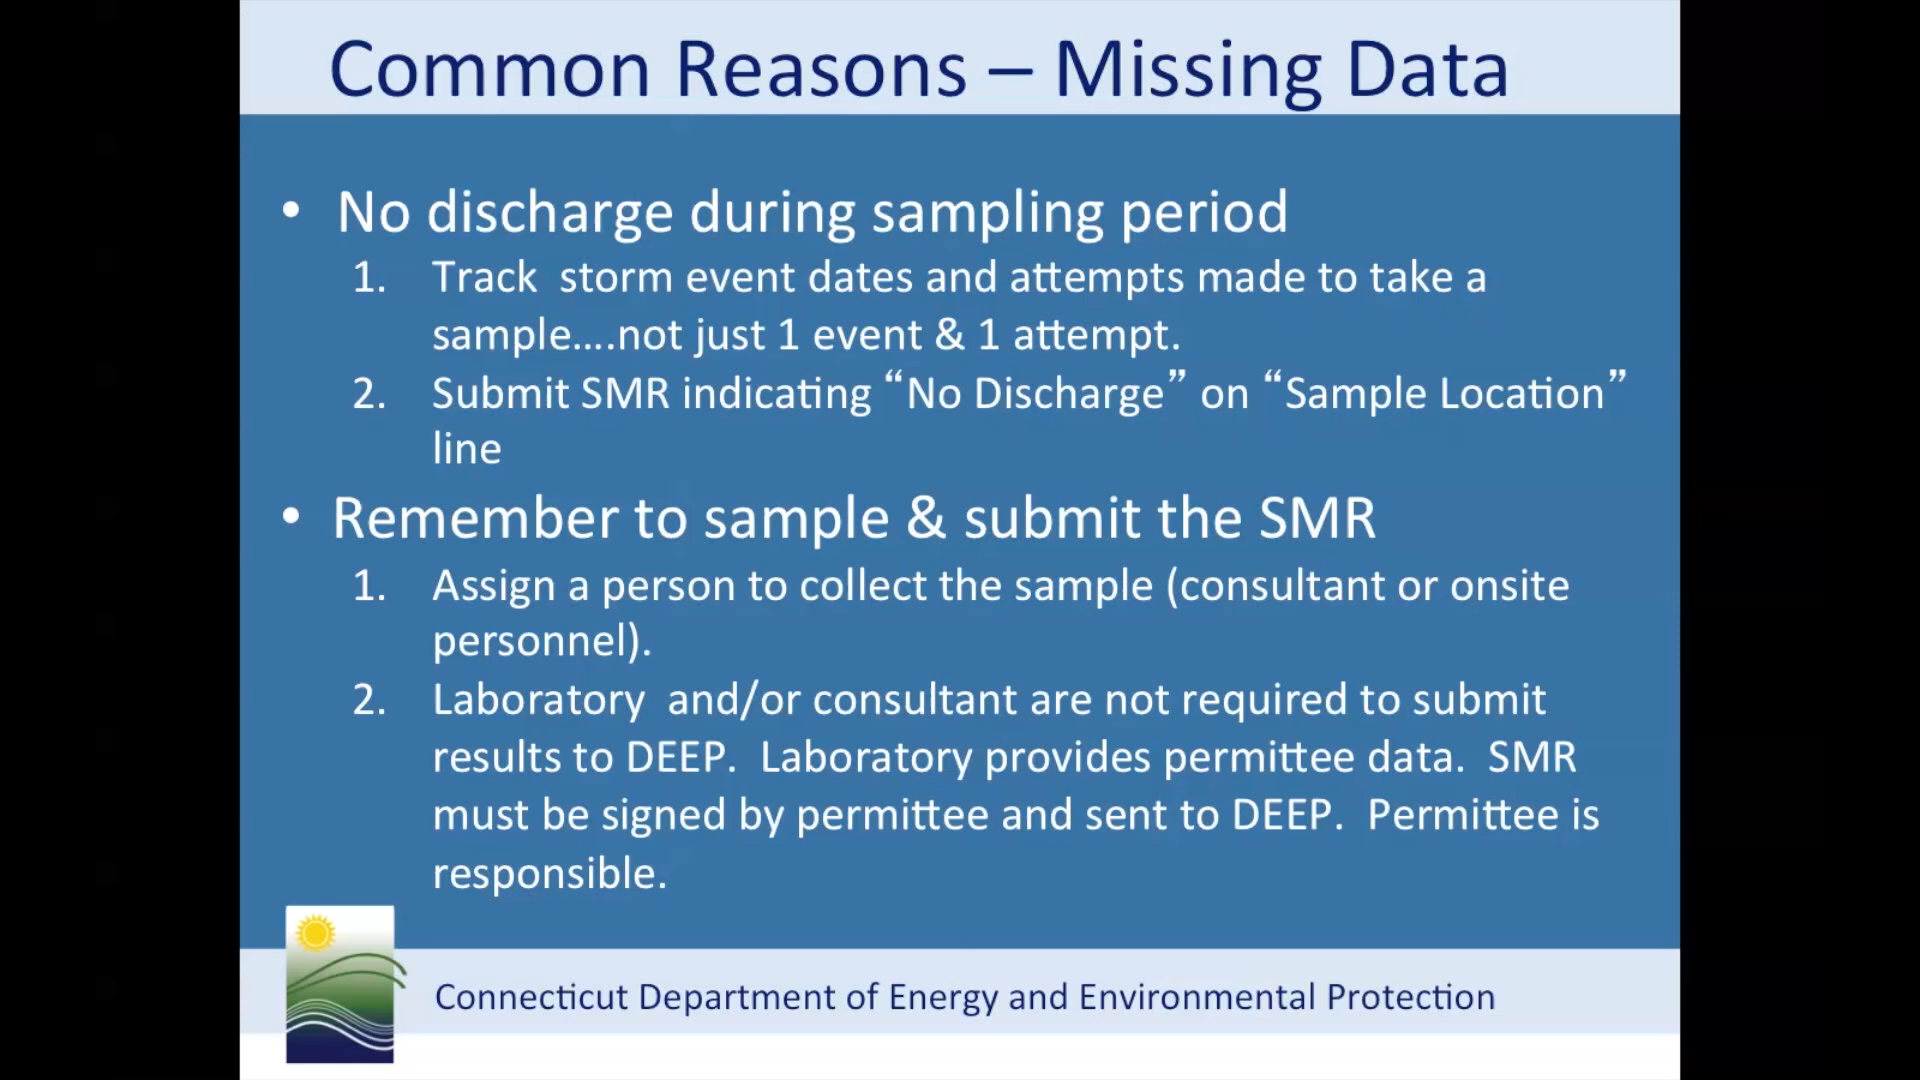 Common Reasons – Missing Data
• No discharge during sampling period
1. Track  storm event dates and attempts made to take a
sample....not just 1 event & 1 attempt.
2. Submit SMR indicating “No Discharge” on “Sample Location”
line
• Remember to sample & submit the SMR
1. Assign a person to collect the sample (consultant or onsite
personnel).
2. Laboratory  and/or consultant are not required to submit
results to DEEP.  Laboratory provides permittee data.  SMR
must be signed by permittee and sent to DEEP.  Permittee is
responsible.
Connecticut Department of Energy and Environmental Protection